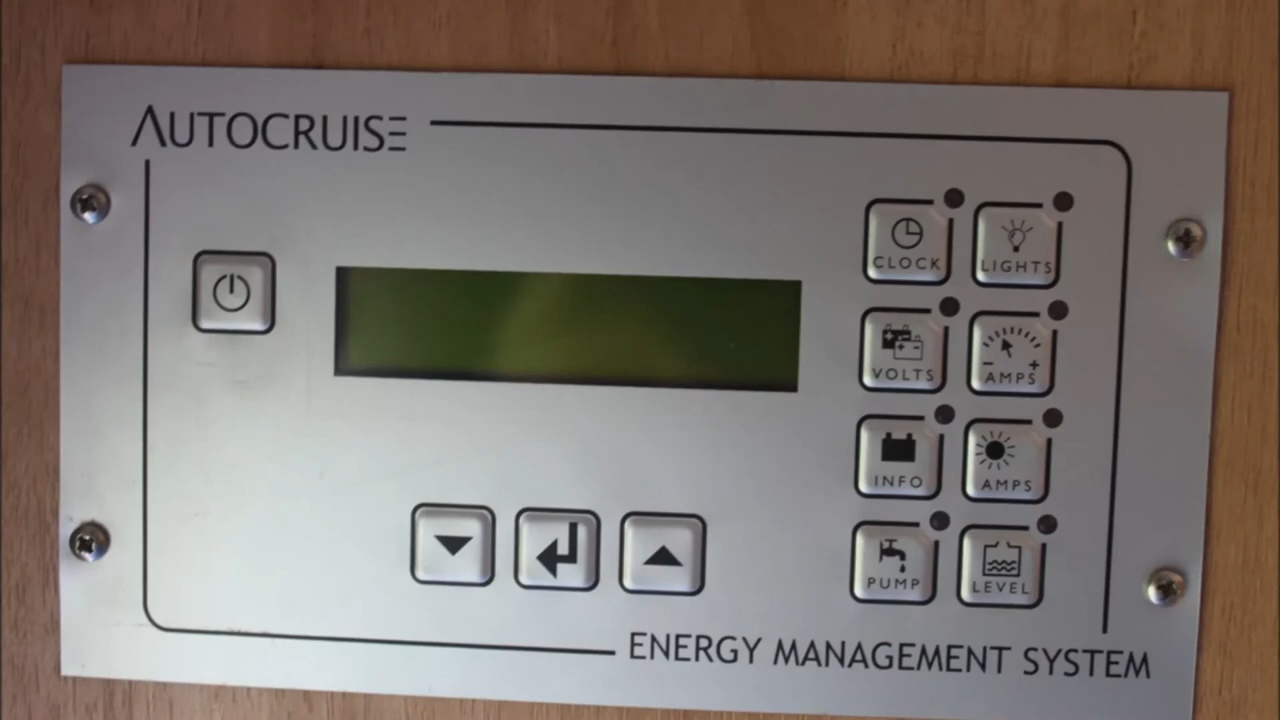 AUTOCRUISE
CLOCK
LIGHTS
VOLTS
AMPS
INFO
AMPS
PUMP
LEVEL
ENERGY MANAGEMENT SYSTEM